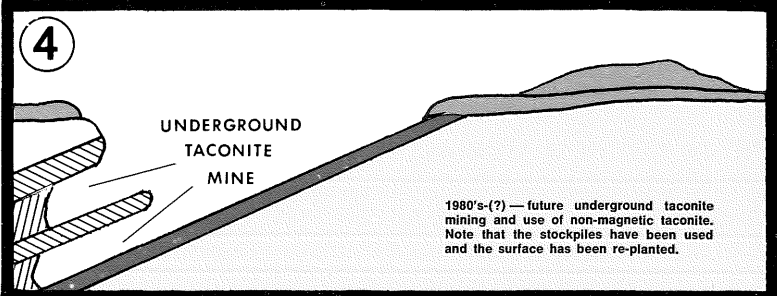 4
UNDERGROUND
TACONITE
MINE
1980's-(?) — future underground taconite
mining and use of non-magnetic taconite.
Note that the stockpiles have been used
and the surface has been re-planted.